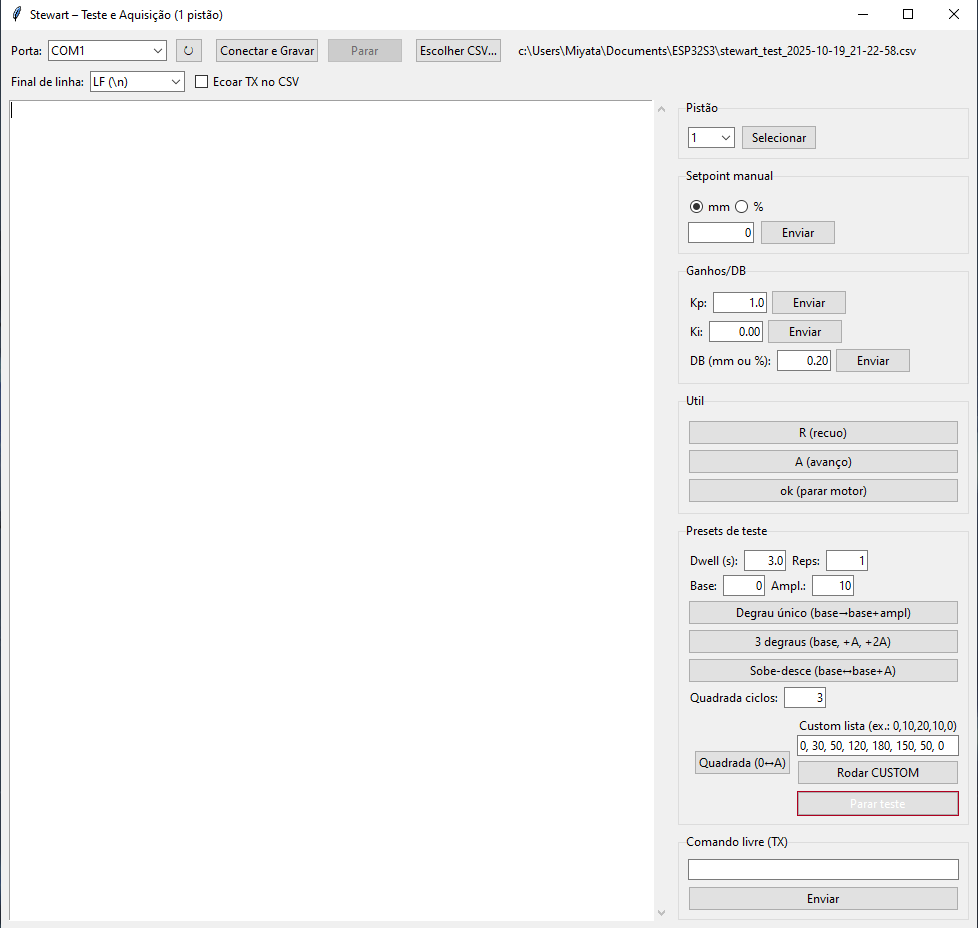 Stewart – Teste e Aquisição (1 pistão)
Porta: COM1 Conectar e Gravar Parar Escolher CSV... c:\Users\Miyata\Documents\ESP32S3\stewart_test_2025-10-19_21-22-58.csv
Final de linha: LF (\n) Ecoar TX no CSV
Pistão
1 Selecionar
Setpoint manual
mm %
0 Enviar
Ganhos/DB
Kp: 1.0 Enviar
Ki: 0.00 Enviar
DB (mm ou %): 0.20 Enviar
Util
R (recuo)
A (avanço)
ok (parar motor)
Presets de teste
Dwell (s): 3.0 Reps: 1
Base: 0 Ampl.: 10
Degrau único (base→base+ampl)
3 degraus (base, +A, +2A)
Sobe-desce (base↔base+A)
Quadrada ciclos: 3
Custom lista (ex.: 0,10,20,10,0)
0, 30, 50, 120, 180, 150, 50, 0
Quadrada (0↔A)
Rodar CUSTOM
Parar teste
Comando livre (TX)
Enviar